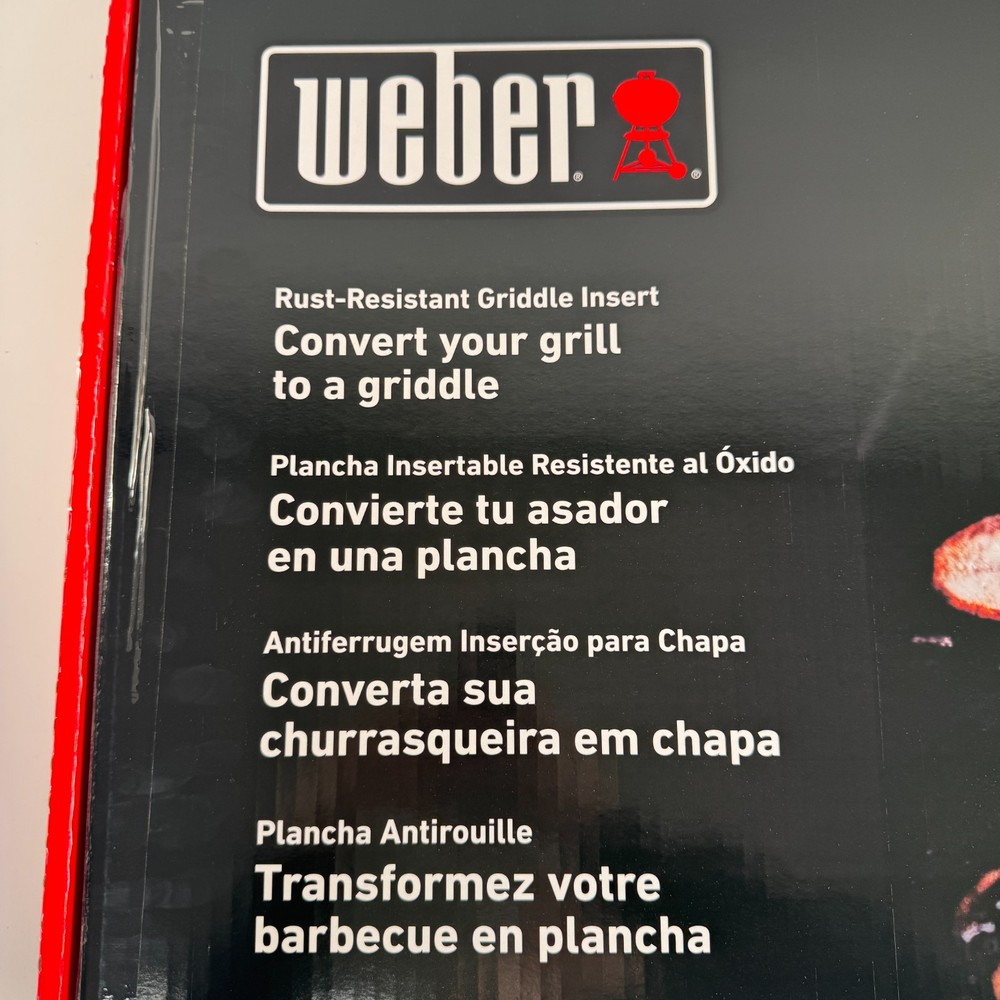 weber® ®
Rust-Resistant Griddle Insert
Convert your grill
to a griddle
Plancha Insertable Resistente al Óxido
Convierte tu asador
en una plancha
Antiferrugem Inserção para Chapa
Converta sua
churrasqueira em chapa
Plancha Antirouille
Transformez votre
barbecue en plancha